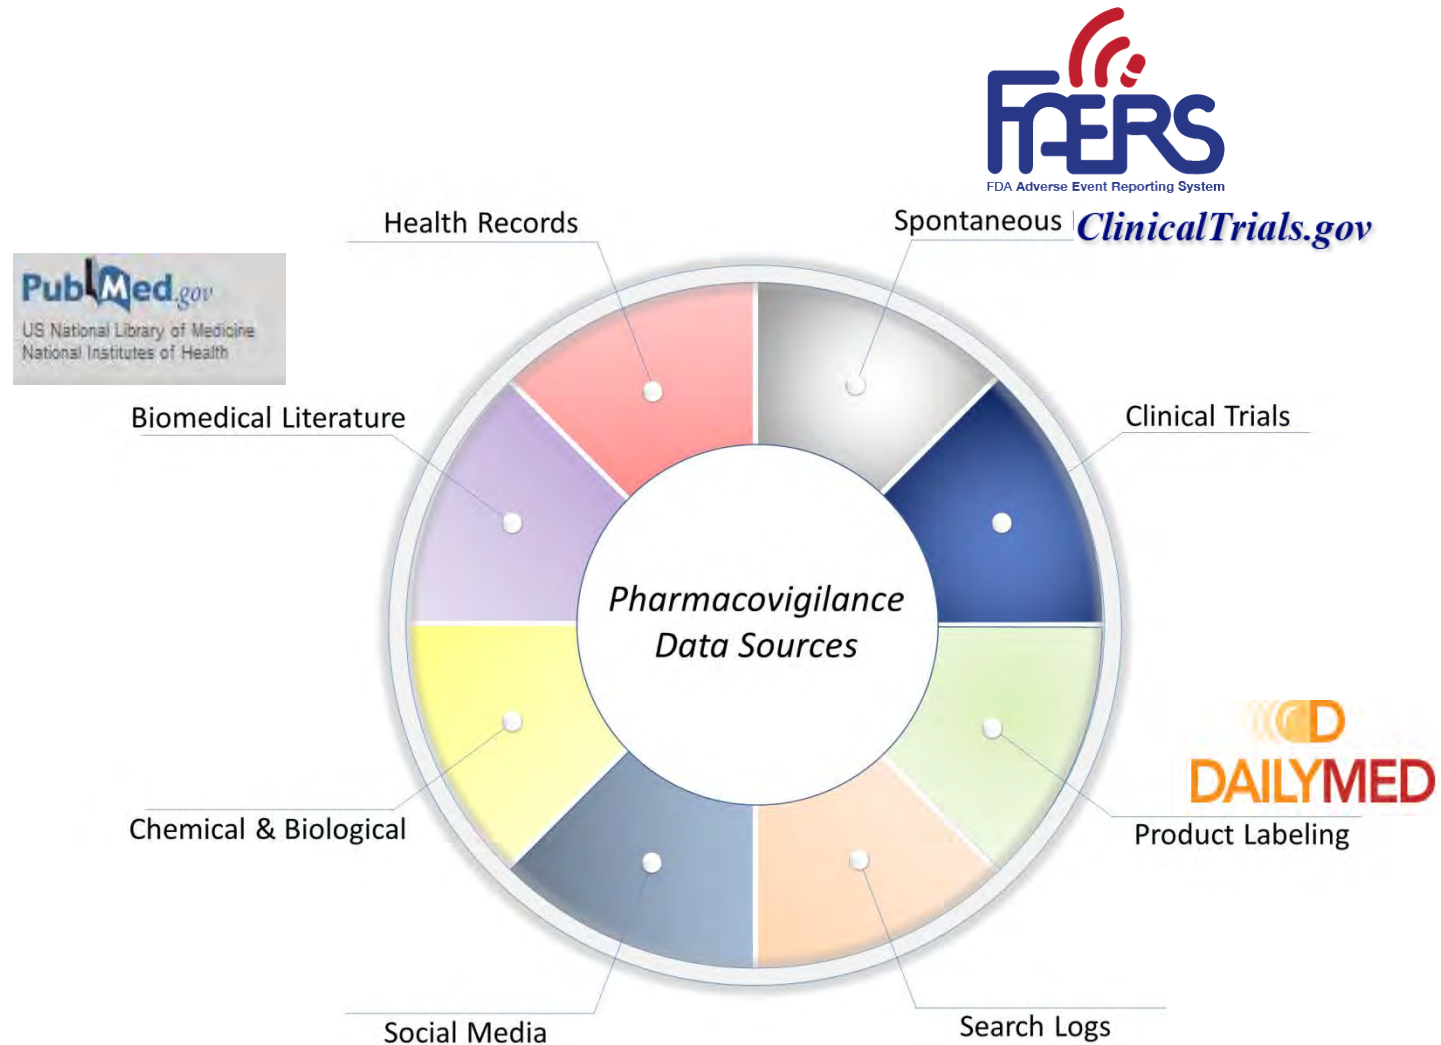 FAERS
FDA Adverse Event Reporting System
Health Records
Spontaneous
ClinicalTrials.gov
PubMed.gov
US National Library of Medicine
National Institutes of Health
Biomedical Literature
Clinical Trials
Pharmacovigilance
Data Sources
D
DAILYMED
Chemical & Biological
Product Labeling
Social Media
Search Logs